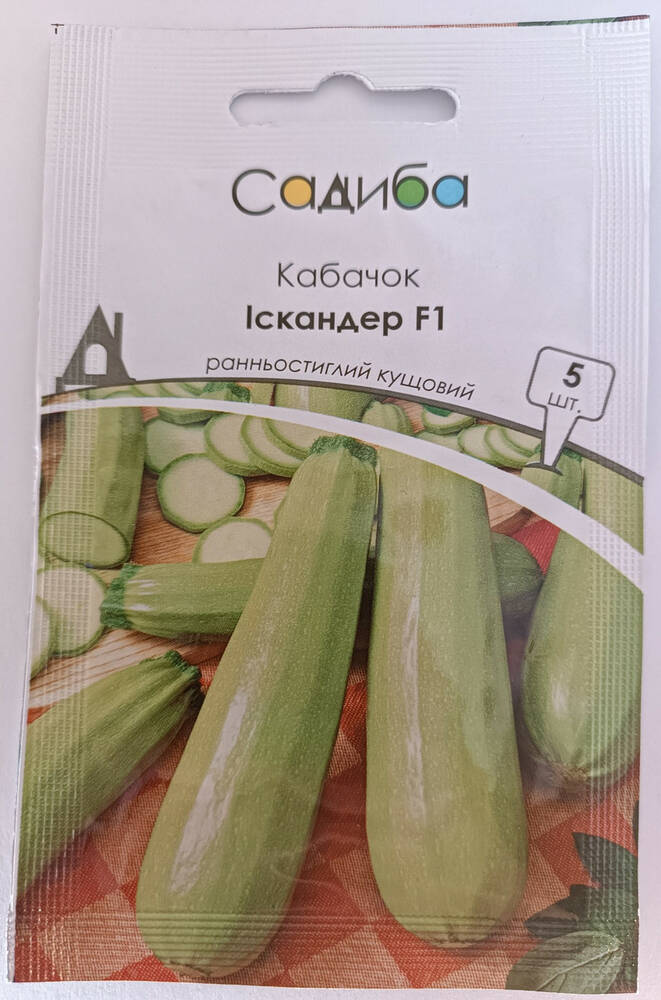 Садиба
Кабачок
Іскандер F1
ранньостиглий кущовий
5
шт.